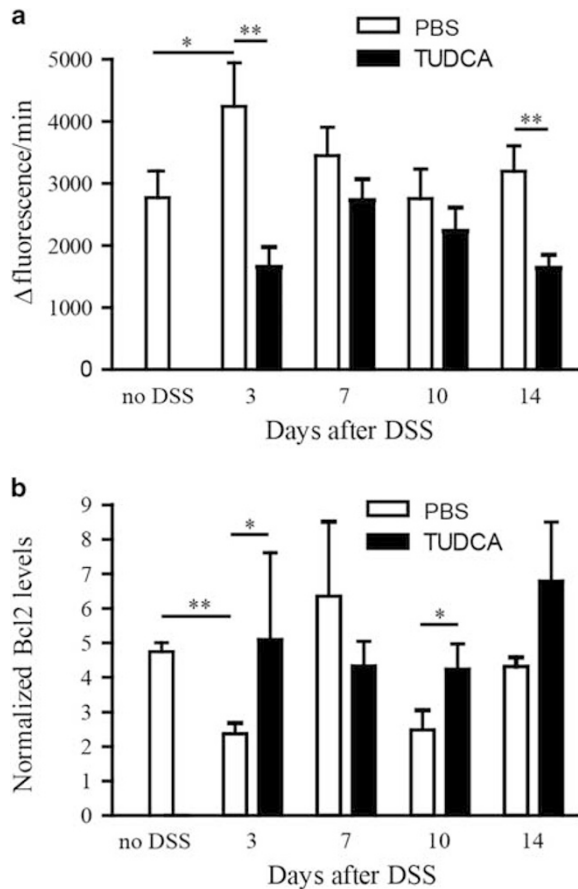 a
PBS
TUDCA
* **
**
5000
4000
3000
2000
1000
0
Δ fluorescence/min
no DSS 3 7 10 14
Days after DSS
b
PBS
TUDCA
*
**
*
9
8
7
6
5
4
3
2
1
0
Normalized Bcl2 levels
no DSS 3 7 10 14
Days after DSS